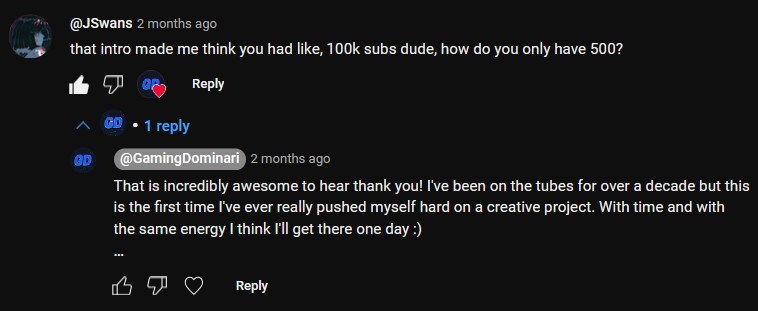 @JSwans 2 months ago
that intro made me think you had like, 100k subs dude, how do you only have 500?
GD Reply
GD • 1 reply
GD @GamingDominari 2 months ago
That is incredibly awesome to hear thank you! I've been on the tubes for over a decade but this
is the first time I've ever really pushed myself hard on a creative project. With time and with
the same energy I think I'll get there one day :)
...
Reply